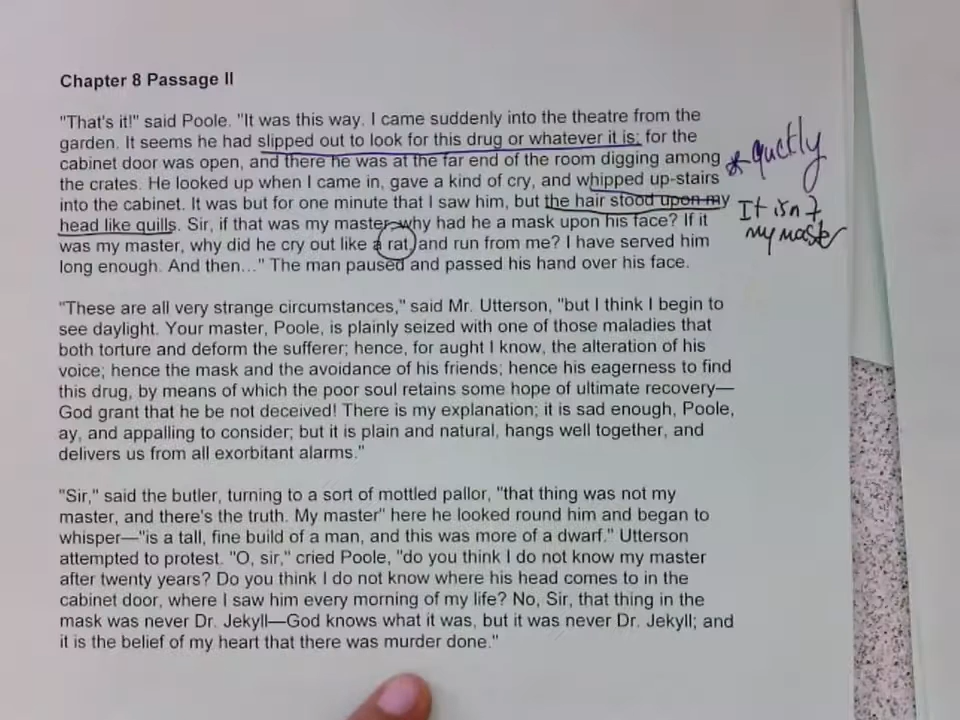 Chapter 8 Passage II
"That's it!" said Poole. "It was this way. I came suddenly into the theatre from the
garden. It seems he had slipped out to look for this drug or whatever it is; for the
cabinet door was open, and there he was at the far end of the room digging among
the crates. He looked up when I came in, gave a kind of cry, and whipped up-stairs
into the cabinet. It was but for one minute that I saw him, but the hair stood upon my
head like quills. Sir, if that was my master, why had he a mask upon his face? If it
was my master, why did he cry out like a rat and run from me? I have served him
long enough. And then..." The man paused and passed his hand over his face.
* quctly
It isn't
my master
"These are all very strange circumstances," said Mr. Utterson, "but I think I begin to
see daylight. Your master, Poole, is plainly seized with one of those maladies that
both torture and deform the sufferer; hence, for aught I know, the alteration of his
voice; hence the mask and the avoidance of his friends; hence his eagerness to find
this drug, by means of which the poor soul retains some hope of ultimate recovery—
God grant that he be not deceived! There is my explanation; it is sad enough, Poole,
ay, and appalling to consider; but it is plain and natural, hangs well together, and
delivers us from all exorbitant alarms."
"Sir," said the butler, turning to a sort of mottled pallor, "that thing was not my
master, and there's the truth. My master" here he looked round him and began to
whisper—"is a tall, fine build of a man, and this was more of a dwarf." Utterson
attempted to protest. "O, sir," cried Poole, "do you think I do not know my master
after twenty years? Do you think I do not know where his head comes to in the
cabinet door, where I saw him every morning of my life? No, Sir, that thing in the
mask was never Dr. Jekyll—God knows what it was, but it was never Dr. Jekyll; and
it is the belief of my heart that there was murder done."